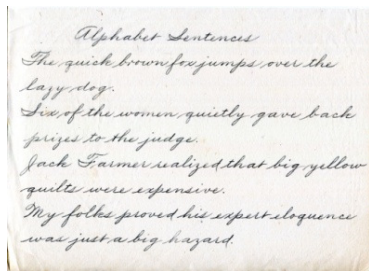 Alphabet Sentences
The quick brown fox jumps over the
lazy dog.
Six of the women quietly gave back
prizes to the judge.
Jack Farmer realized that big yellow
quilts were expensive.
My folks proved his expert eloquence
was just a big hazard.